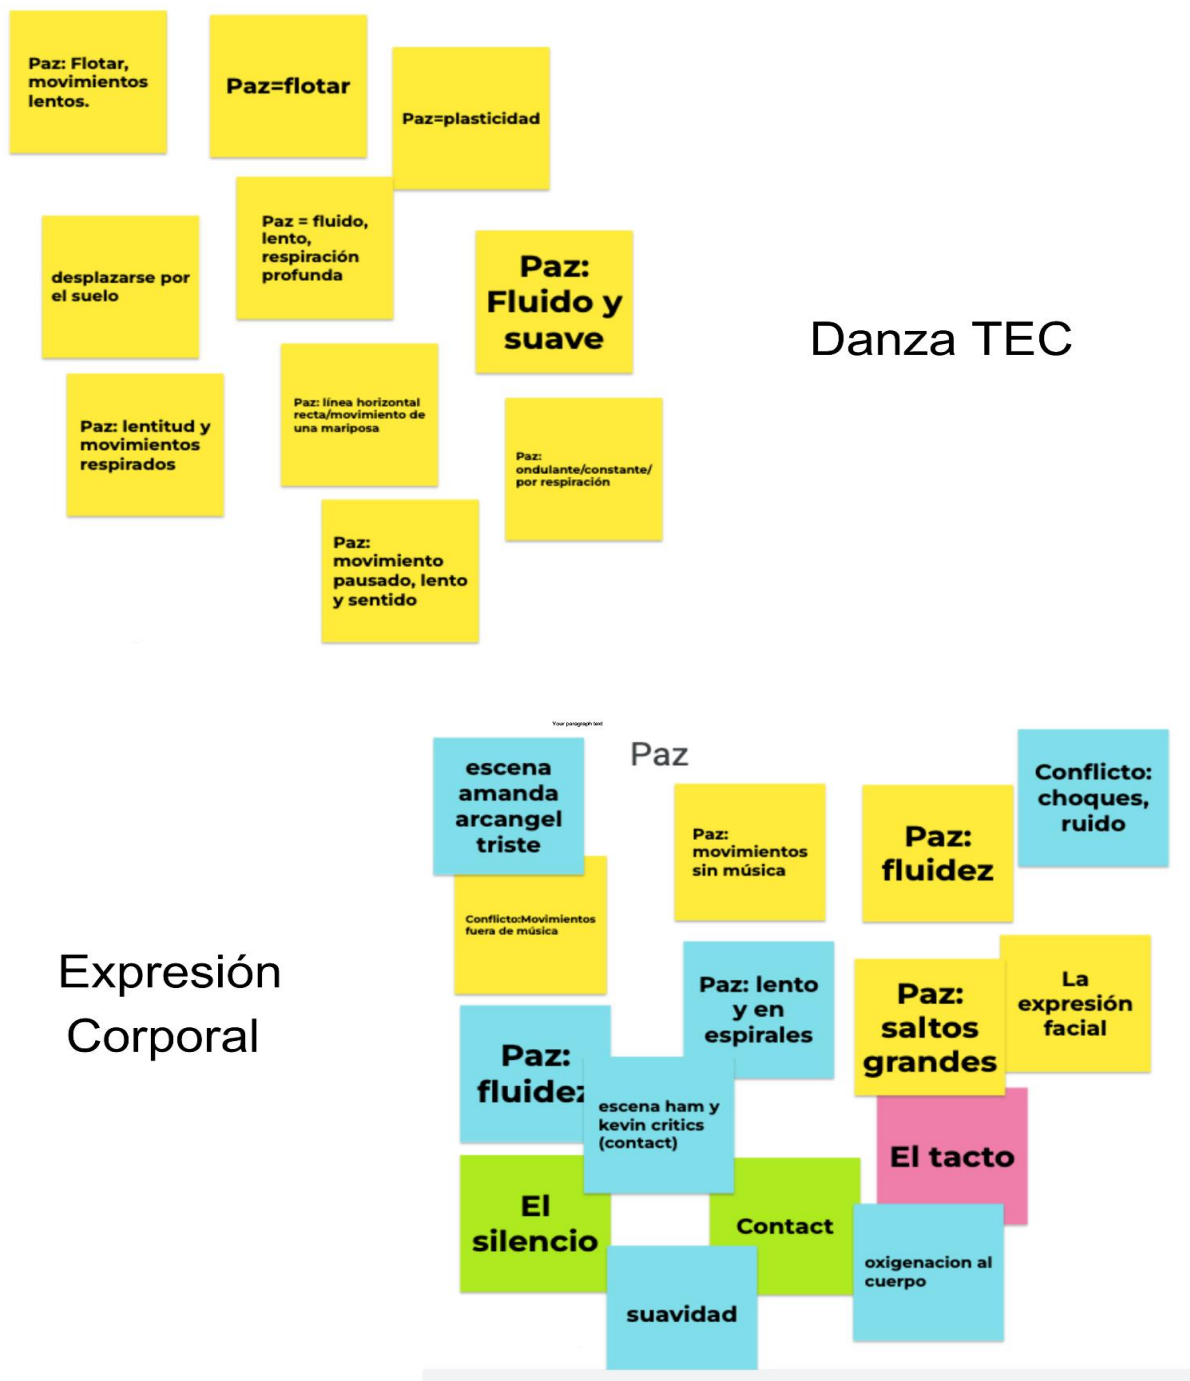 Paz: Flotar,
movimientos
lentos.
Paz=flotar
Paz=plasticidad
desplazarse por
el suelo
Paz = fluido,
lento,
respiración
profunda
Paz:
Fluido y
suave
Danza TEC
Paz: lentitud y
movimientos
respirados
Paz: línea horizontal
recta/movimiento de
una mariposa
Paz:
ondulante/constante/
por respiración
Paz:
movimiento
pausado, lento
y sentido
Your paragraph text
Paz
escena
amanda
arcangel
triste
Conflicto:
choques,
ruido
Paz:
movimientos
sin música
Paz:
fluidez
Conflicto:Movimientos
fuera de música
Expresión
Corporal
Paz: lento
y en
espirales
Paz:
saltos
grandes
La
expresión
facial
Paz:
fluidez
escena ham y
kevin critics
(contact)
El tacto
El
silencio
Contact
oxigenacion al
cuerpo
suavidad